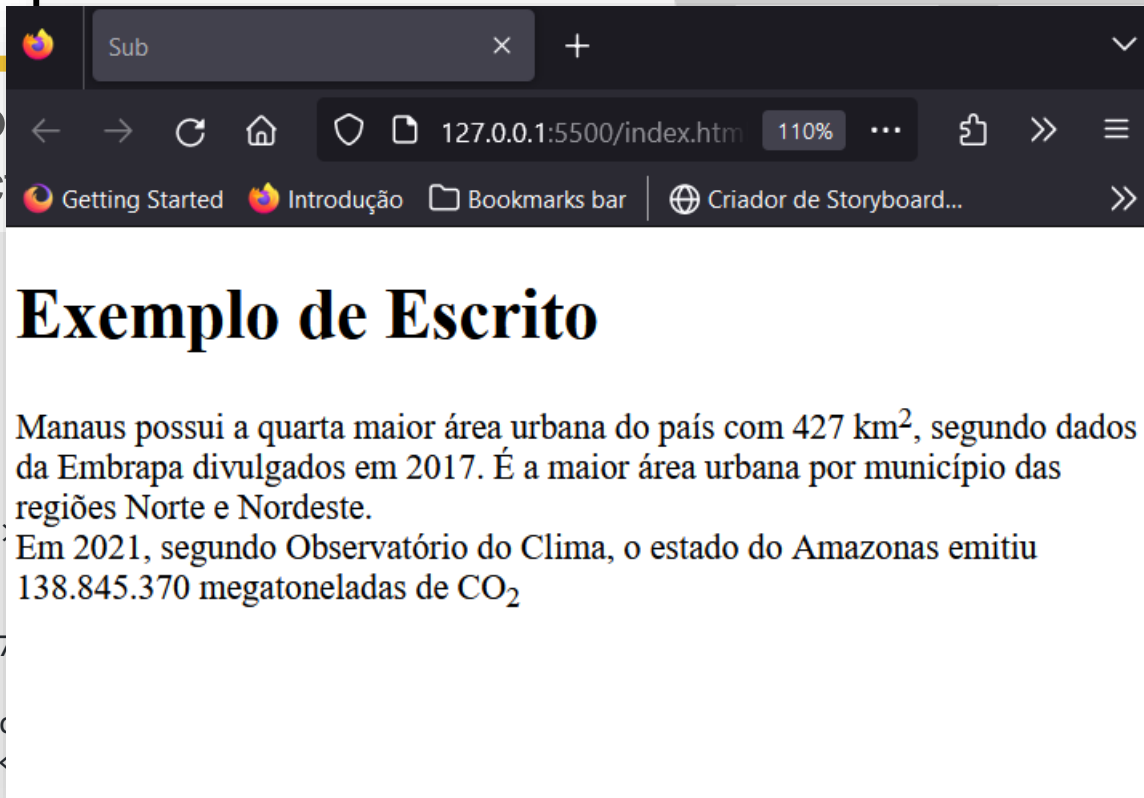 Sub
127.0.0.1:5500/index.htm 110%
Getting Started Introdução Bookmarks bar Criador de Storyboard...
Exemplo de Escrito
Manaus possui a quarta maior área urbana do país com 427 km², segundo dados
da Embrapa divulgados em 2017. É a maior área urbana por município das
regiões Norte e Nordeste.
Em 2021, segundo Observatório do Clima, o estado do Amazonas emitiu
138.845.370 megatoneladas de CO₂